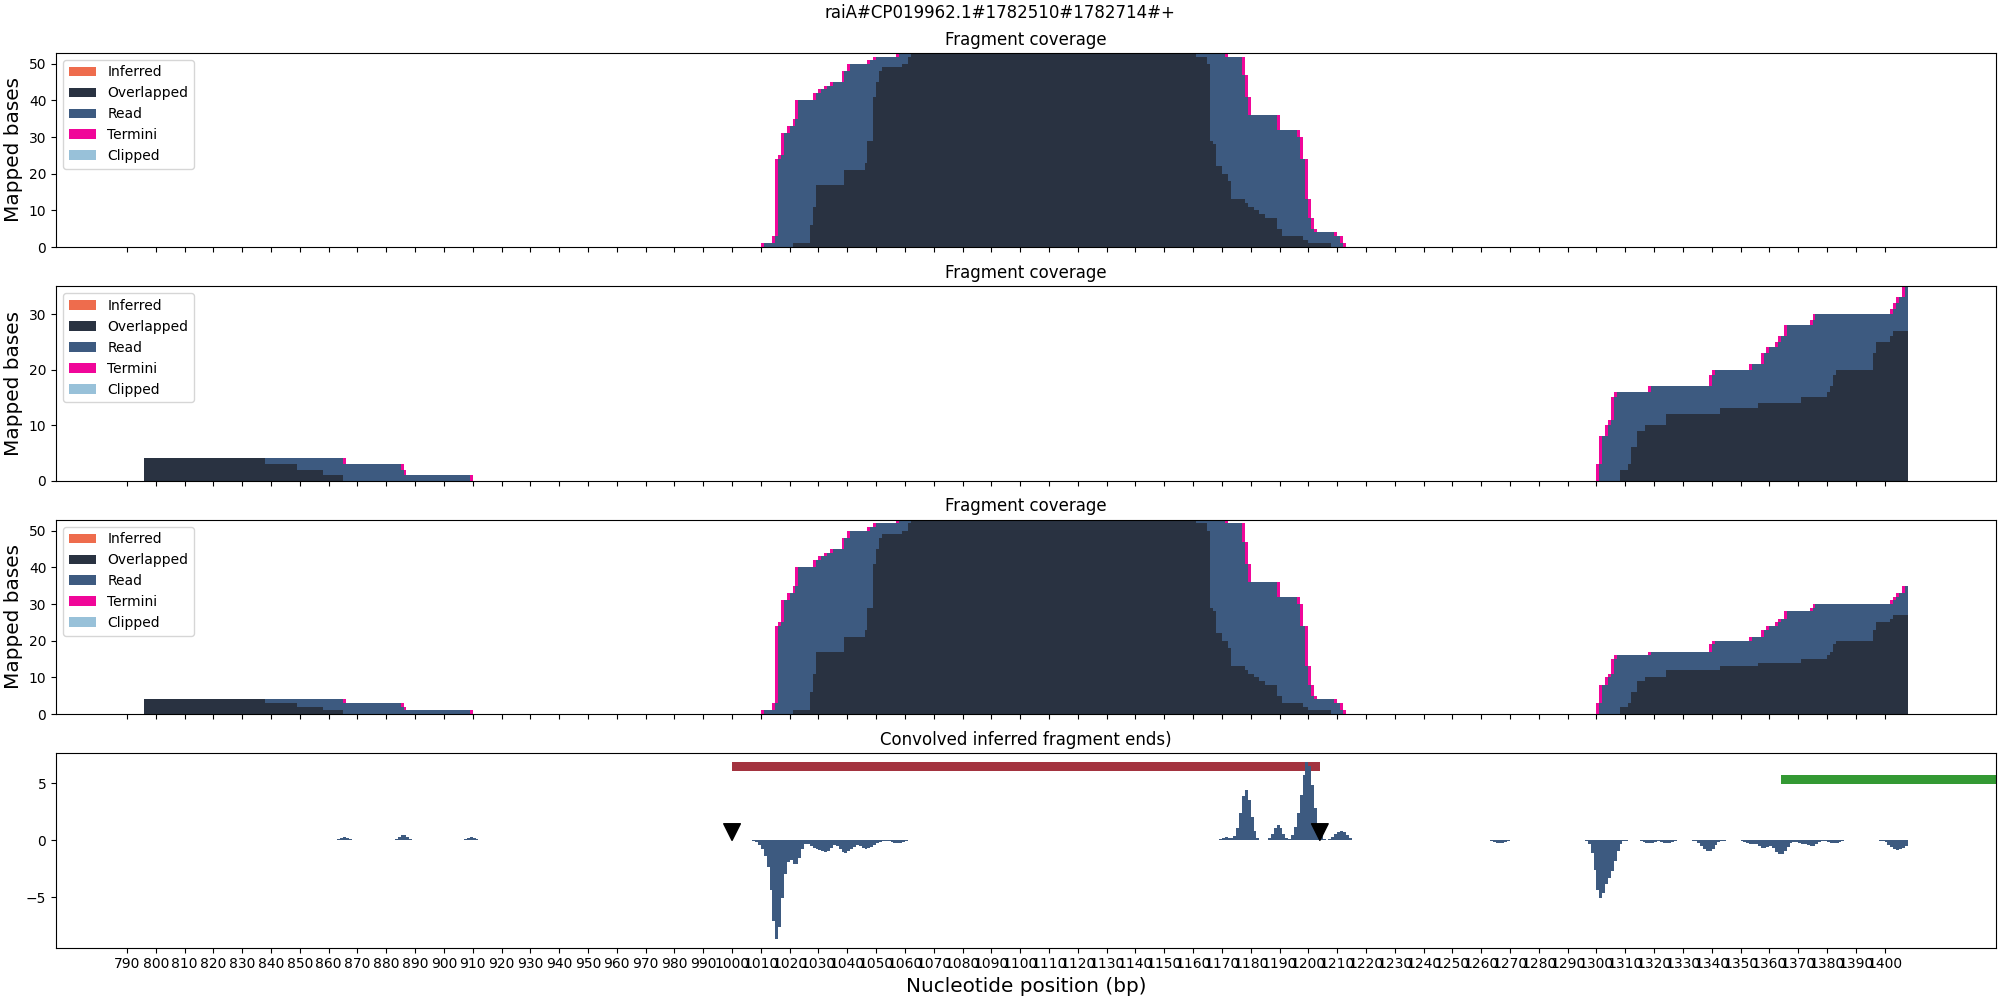 raiA#CP019962.1#1782510#1782714#+
Fragment coverage
Mapped bases
50
40
30
20
10
0
Inferred
Overlapped
Read
Termini
Clipped
Fragment coverage
Mapped bases
30
20
10
0
Inferred
Overlapped
Read
Termini
Clipped
Fragment coverage
Mapped bases
50
40
30
20
10
0
Inferred
Overlapped
Read
Termini
Clipped
Convolved inferred fragment ends)
5
0
−5
790 800 810 820 830 840 850 860 870 880 890 900 910 920 930 940 950 960 970 980 990 1000 1010 1020 1030 1040 1050 1060 1070 1080 1090 1100 1110 1120 1130 1140 1150 1160 1170 1180 1190 1200 1210 1220 1230 1240 1250 1260 1270 1280 1290 1300 1310 1320 1330 1340 1350 1360 1370 1380 1390 1400
Nucleotide position (bp)